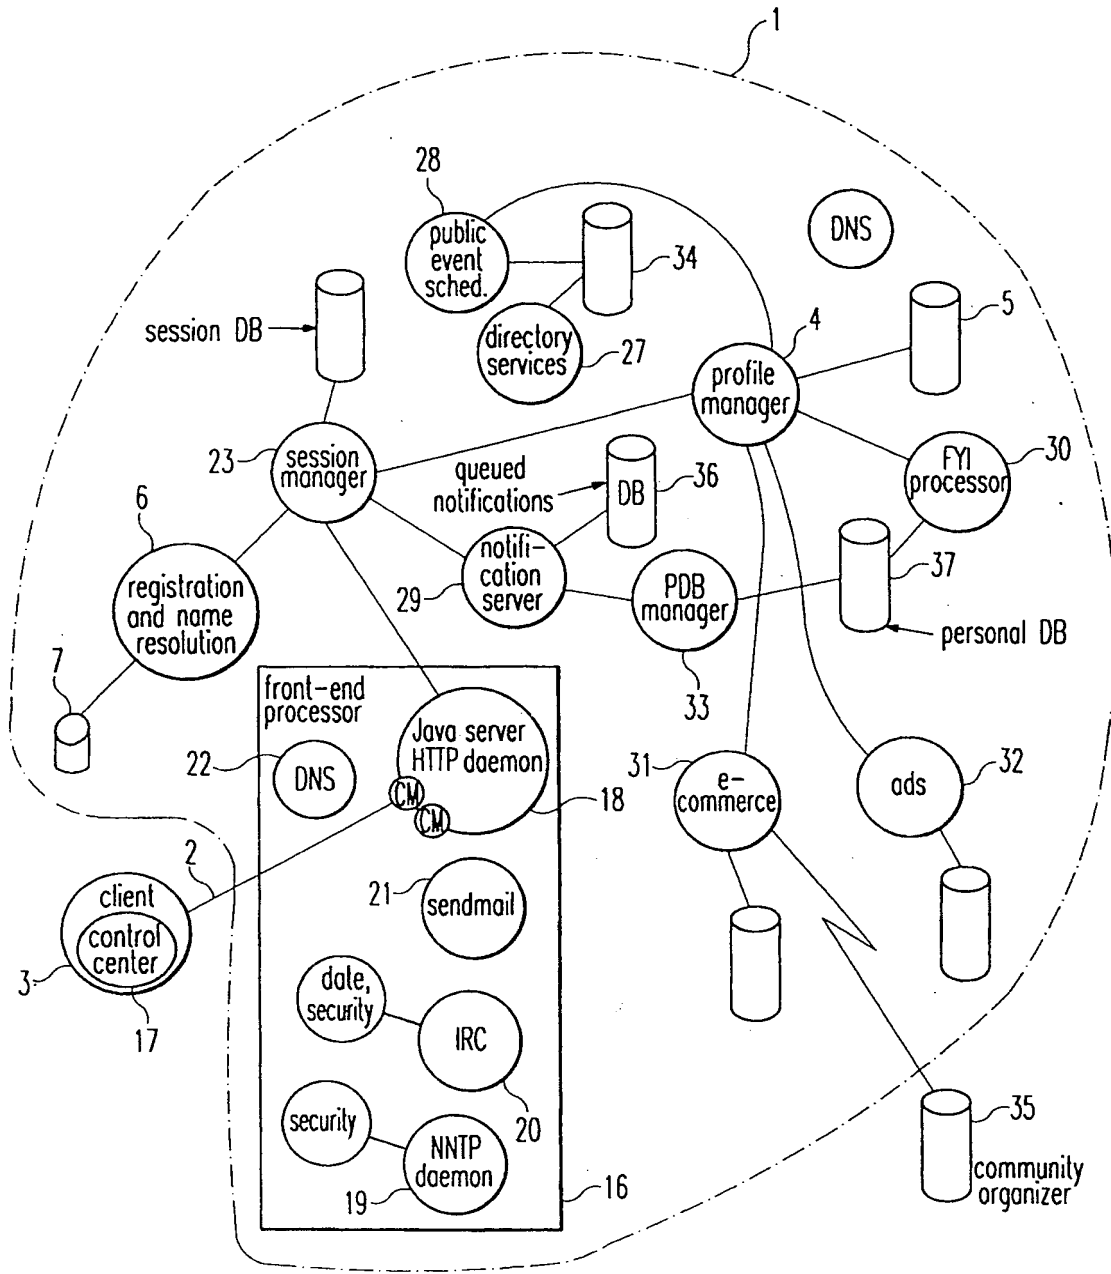 1
28
public
event
sched.
34
DNS
session DB
directory
services
27
4
profile
manager
5
23
session
manager
queued
notifications
DB
36
FYI
processor
30
6
registration
and name
resolution
notifi-
cation
server
29
PDB
manager
33
37
personal DB
7
front-end
processor
22
DNS
Java server
HTTP daemon
CM
CM
18
31
e-
commerce
ads
32
2
client
control
center
3
17
21
sendmail
date,
security
IRC
20
security
NNTP
daemon
19
16
35
community
organizer